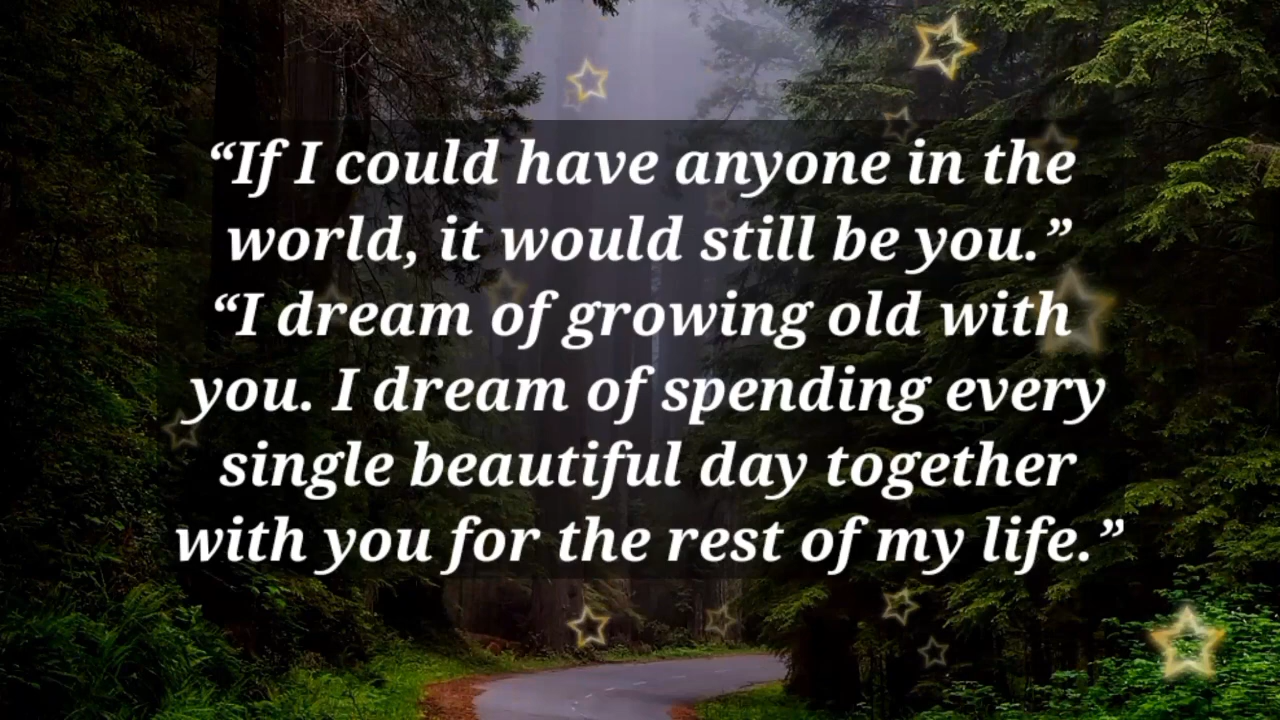 “If I could have anyone in the
world, it would still be you.”
“I dream of growing old with
you. I dream of spending every
single beautiful day together
with you for the rest of my life.”